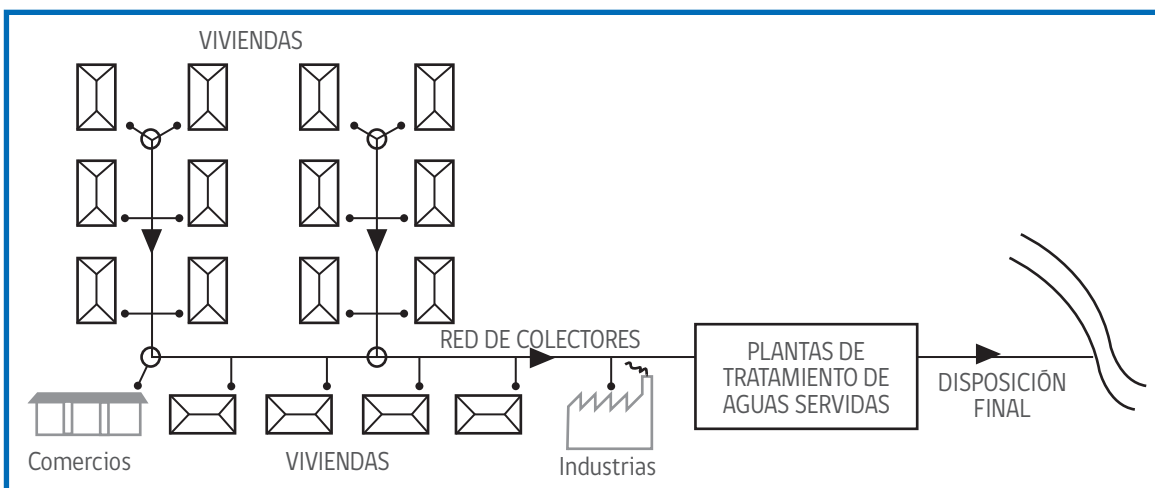 VIVIENDAS
RED DE COLECTORES
PLANTAS DE
TRATAMIENTO DE
AGUAS SERVIDAS
DISPOSICIÓN
FINAL
Comercios
VIVIENDAS
Industrias